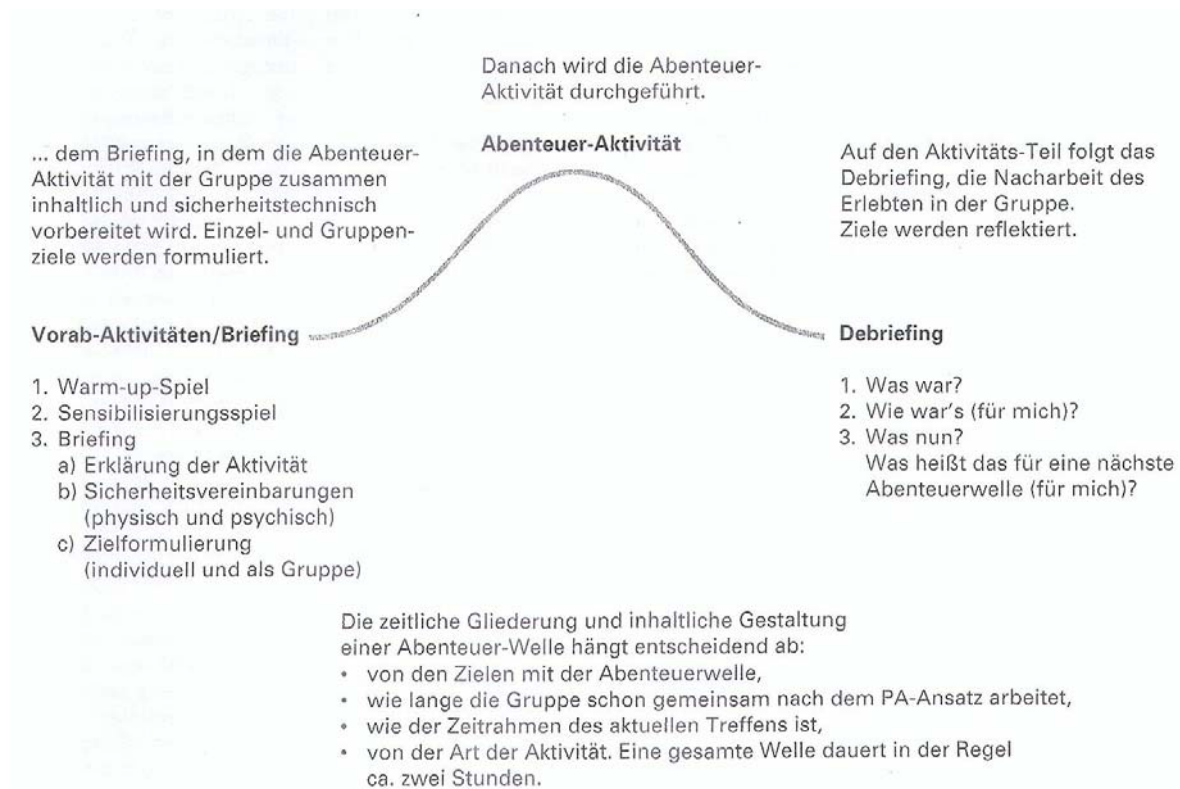 Danach wird die Abenteuer-
Aktivität durchgeführt.
Abenteuer-Aktivität
... dem Briefing, in dem die Abenteuer-
Aktivität mit der Gruppe zusammen
inhaltlich und sicherheitstechnisch
vorbereitet wird. Einzel- und Gruppen-
ziele werden formuliert.
Auf den Aktivitäts-Teil folgt das
Debriefing, die Nacharbeit des
Erlebten in der Gruppe.
Ziele werden reflektiert.
Vorab-Aktivitäten/Briefing
Debriefing
1. Warm-up-Spiel
2. Sensibilisierungsspiel
3. Briefing
a) Erklärung der Aktivität
b) Sicherheitsvereinbarungen
(physisch und psychisch)
c) Zielformulierung
(individuell und als Gruppe)
1. Was war?
2. Wie war's (für mich)?
3. Was nun?
Was heißt das für eine nächste
Abenteuerwelle (für mich)?
Die zeitliche Gliederung und inhaltliche Gestaltung
einer Abenteuer-Welle hängt entscheidend ab:
• von den Zielen mit der Abenteuerwelle,
• wie lange die Gruppe schon gemeinsam nach dem PA-Ansatz arbeitet,
• wie der Zeitrahmen des aktuellen Treffens ist,
• von der Art der Aktivität. Eine gesamte Welle dauert in der Regel
ca. zwei Stunden.